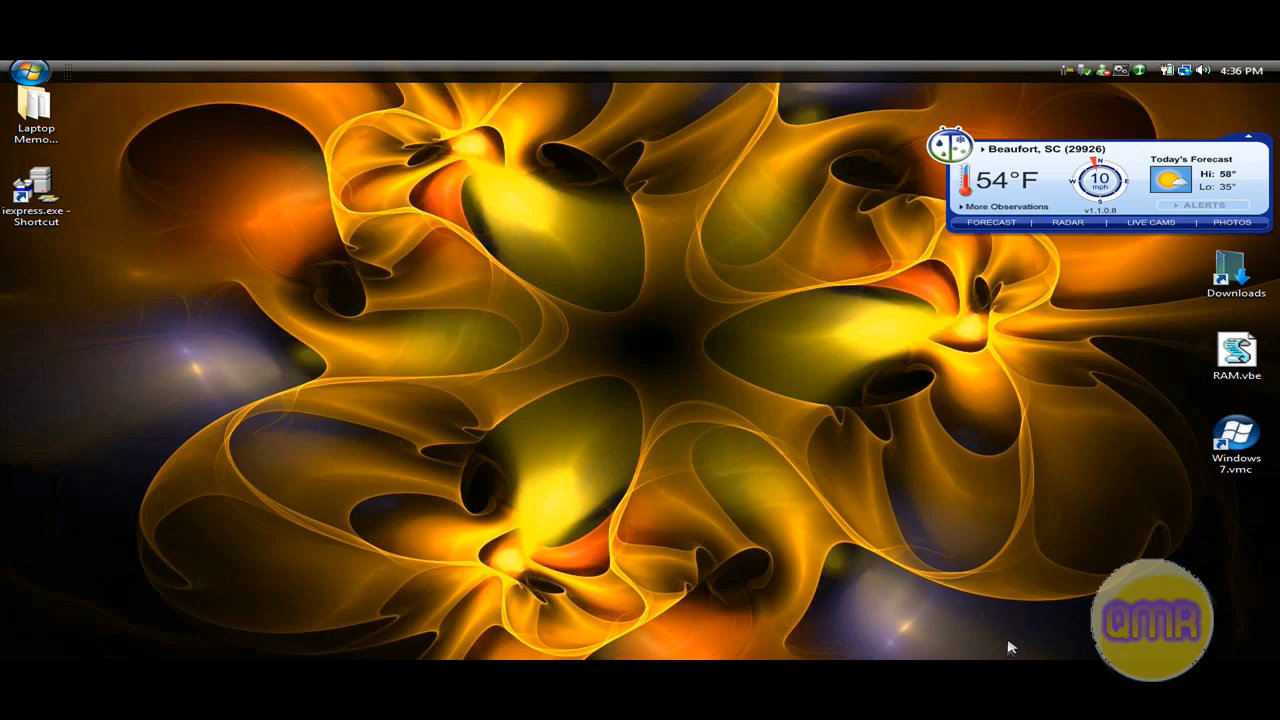 4:36 PM
Laptop
Memo...
iexpress.exe -
Shortcut
Beaufort, SC (29926)
54°F
N
W
E
S
10
mph
Today's Forecast
Hi: 58°
Lo: 35°
ALERTS
More Observations
v1.1.0.8
FORECAST | RADAR | LIVE CAMS | PHOTOS
Downloads
RAM.vbe
Windows
7.vmc
QMR